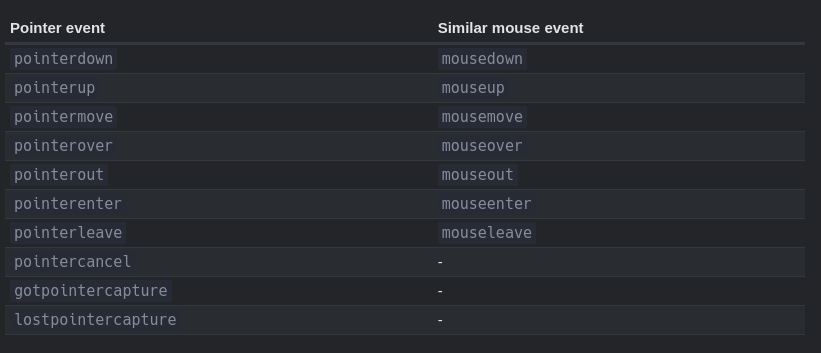 Pointer event Similar mouse event
pointerdown mousedown
pointerup mouseup
pointermove mousemove
pointerover mouseover
pointerout mouseout
pointerenter mouseenter
pointerleave mouseleave
pointercancel -
gotpointercapture -
lostpointercapture -